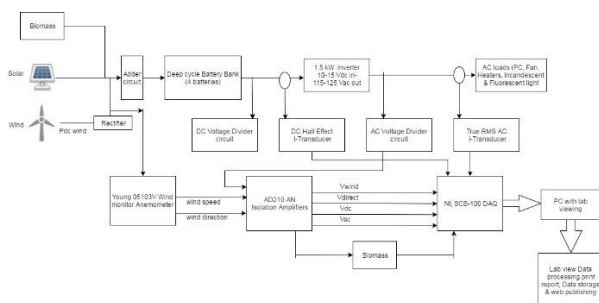 Biomass
Solar
Adder
circuit
Deep cycle Battery Bank
(4 batteries)
1.5 kW Inverter
10-15 Vdc in-
115-125 Vac out
AC loads (PC, Fan,
Heaters, Incandescent
& Fluorescent light
Wind
Pdc wind
Rectifier
DC Voltage Divider
circuit
DC Hall Effect
I-Transducer
AC Voltage Divider
circuit
True RMS AC
I-Transducer
Young 05103V Wind
monitor Anemometer
wind speed
wind direction
AD210 AN
Isolation Amplifiers
Vwind
Vdirect
Vdc
Vac
NI, SCB-100 DAQ
PC with lab
viewing
Biomass
Lab view Data
processing print
report, Data storage
& web publishing